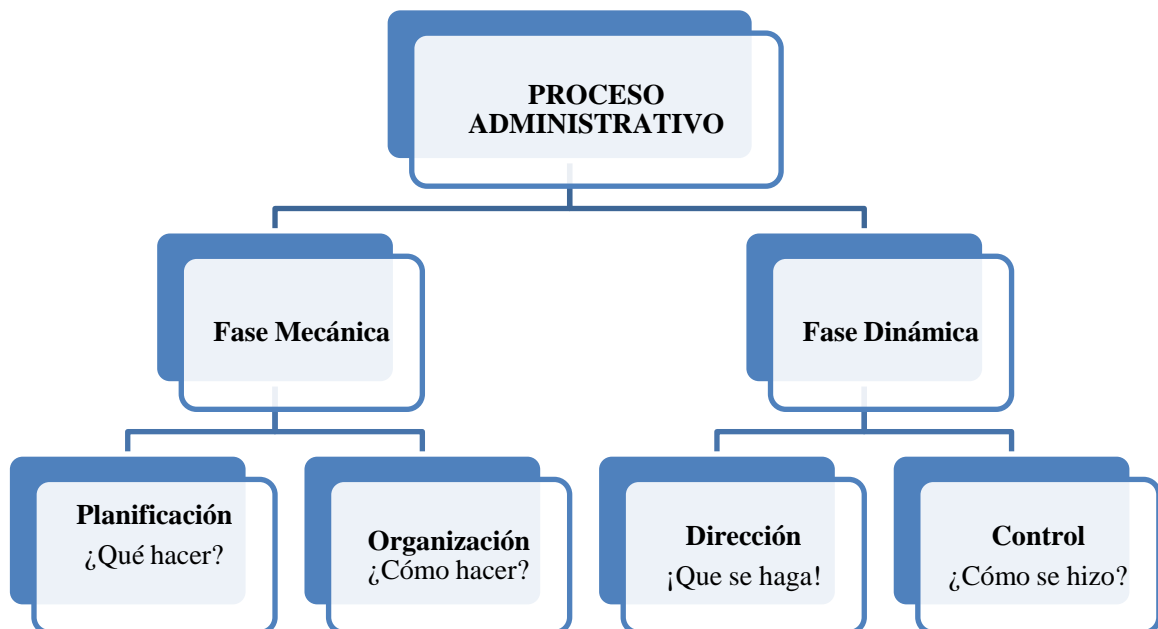 PROCESO
ADMINISTRATIVO
Fase Mecánica
Fase Dinámica
Planificación
¿Qué hacer?
Organización
¿Cómo hacer?
Dirección
¡Que se haga!
Control
¿Cómo se hizo?